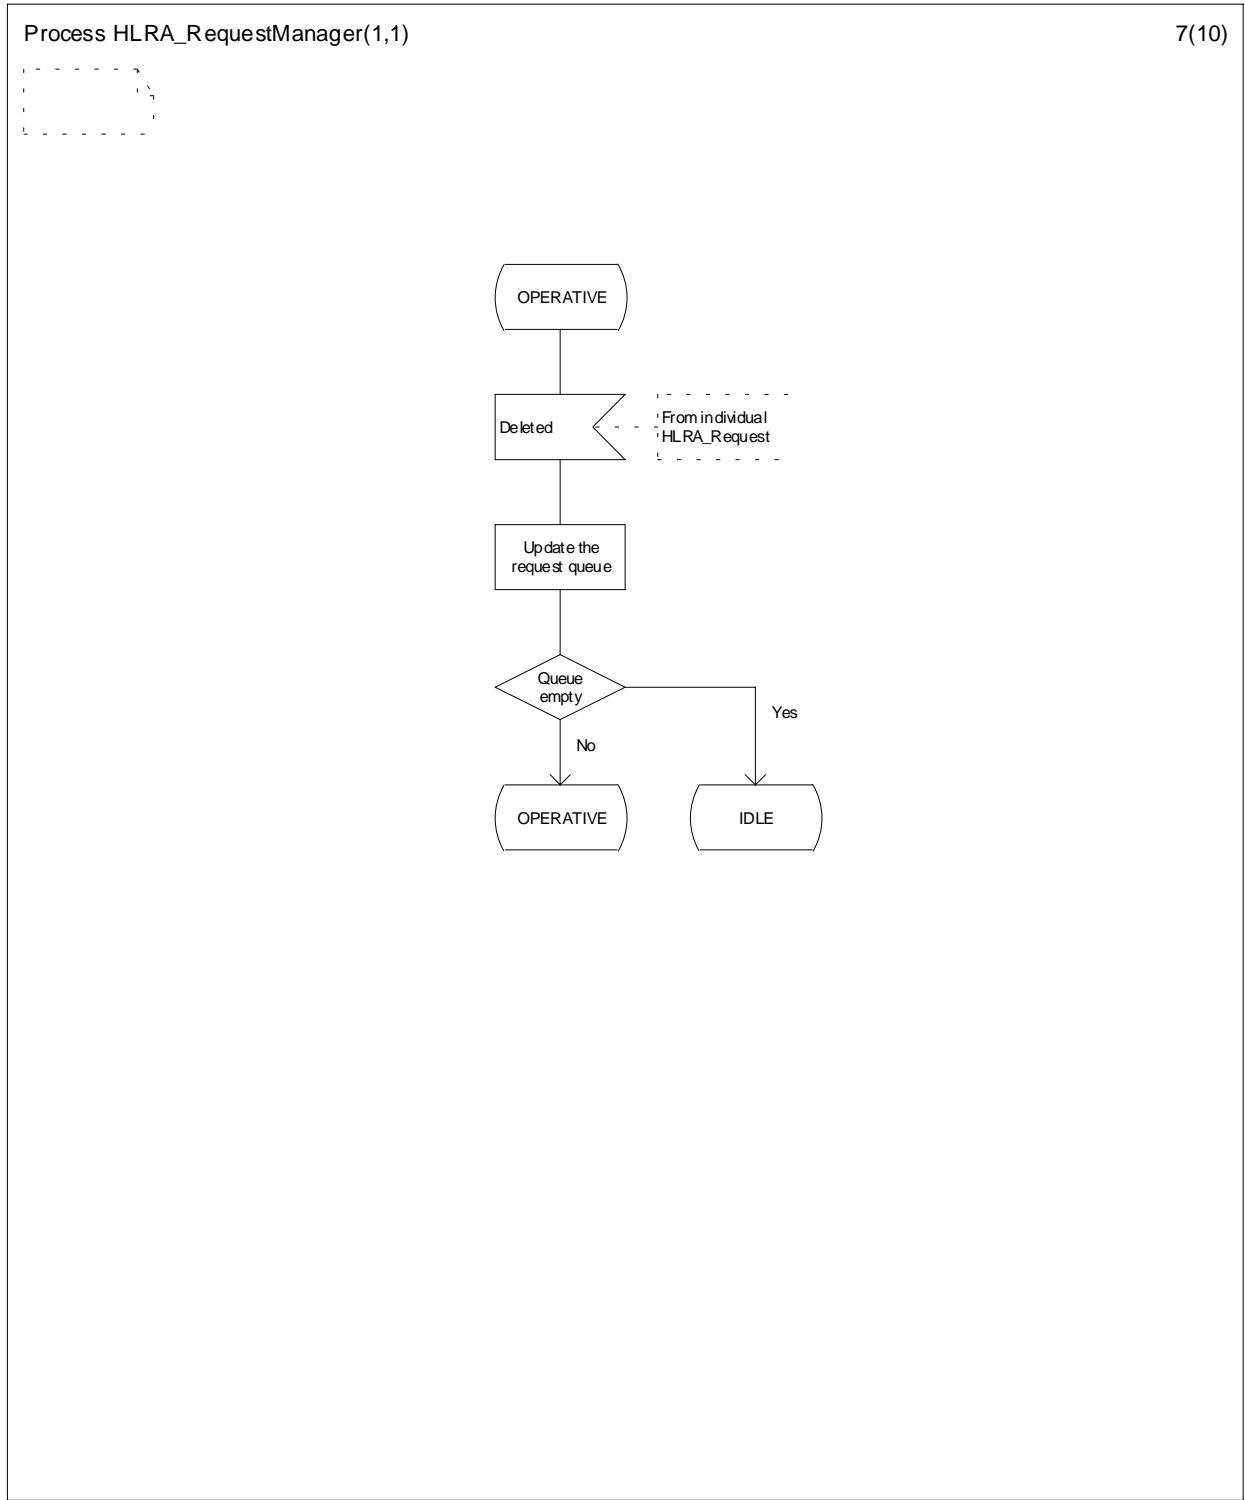 Process HLRA_RequestManager(1,1)
7(10)
OPERATIVE
Deleted
From individual
HLRA_Request
Update the
request queue
Queue
empty
Yes
No
OPERATIVE
IDLE